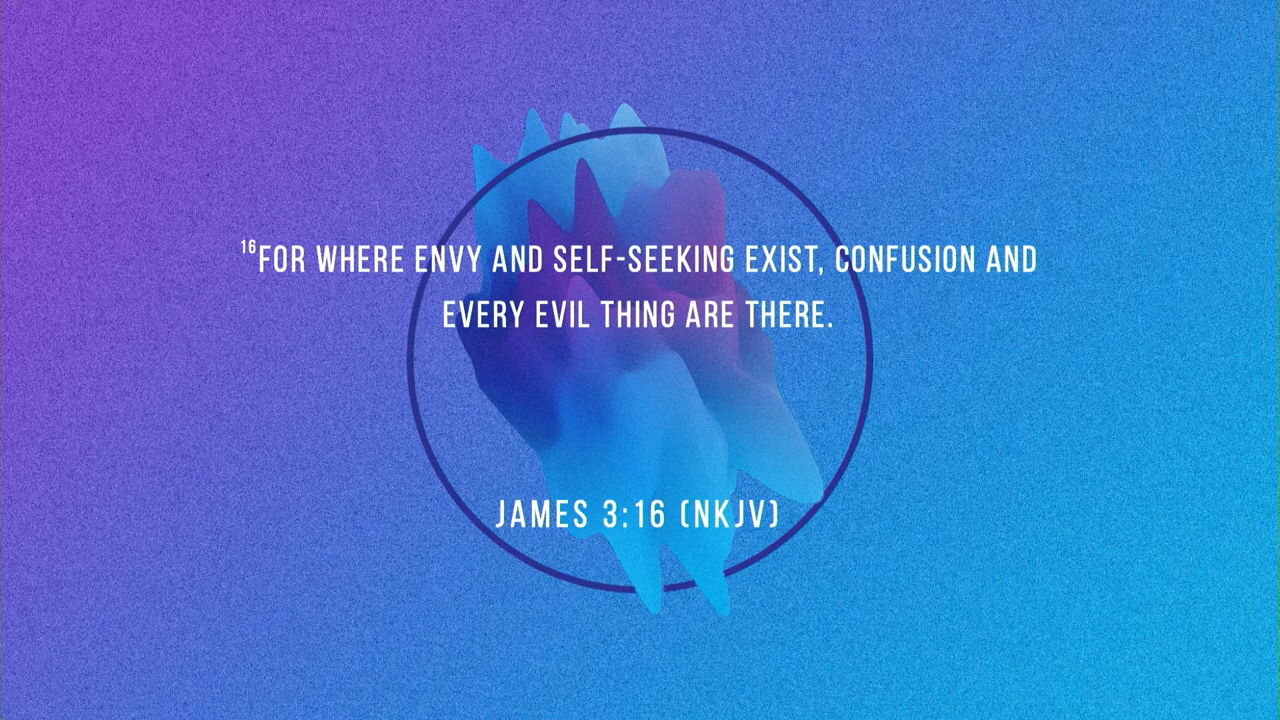 16FOR WHERE ENVY AND SELF-SEEKING EXIST, CONFUSION AND
EVERY EVIL THING ARE THERE.
JAMES 3:16 (NKJV)